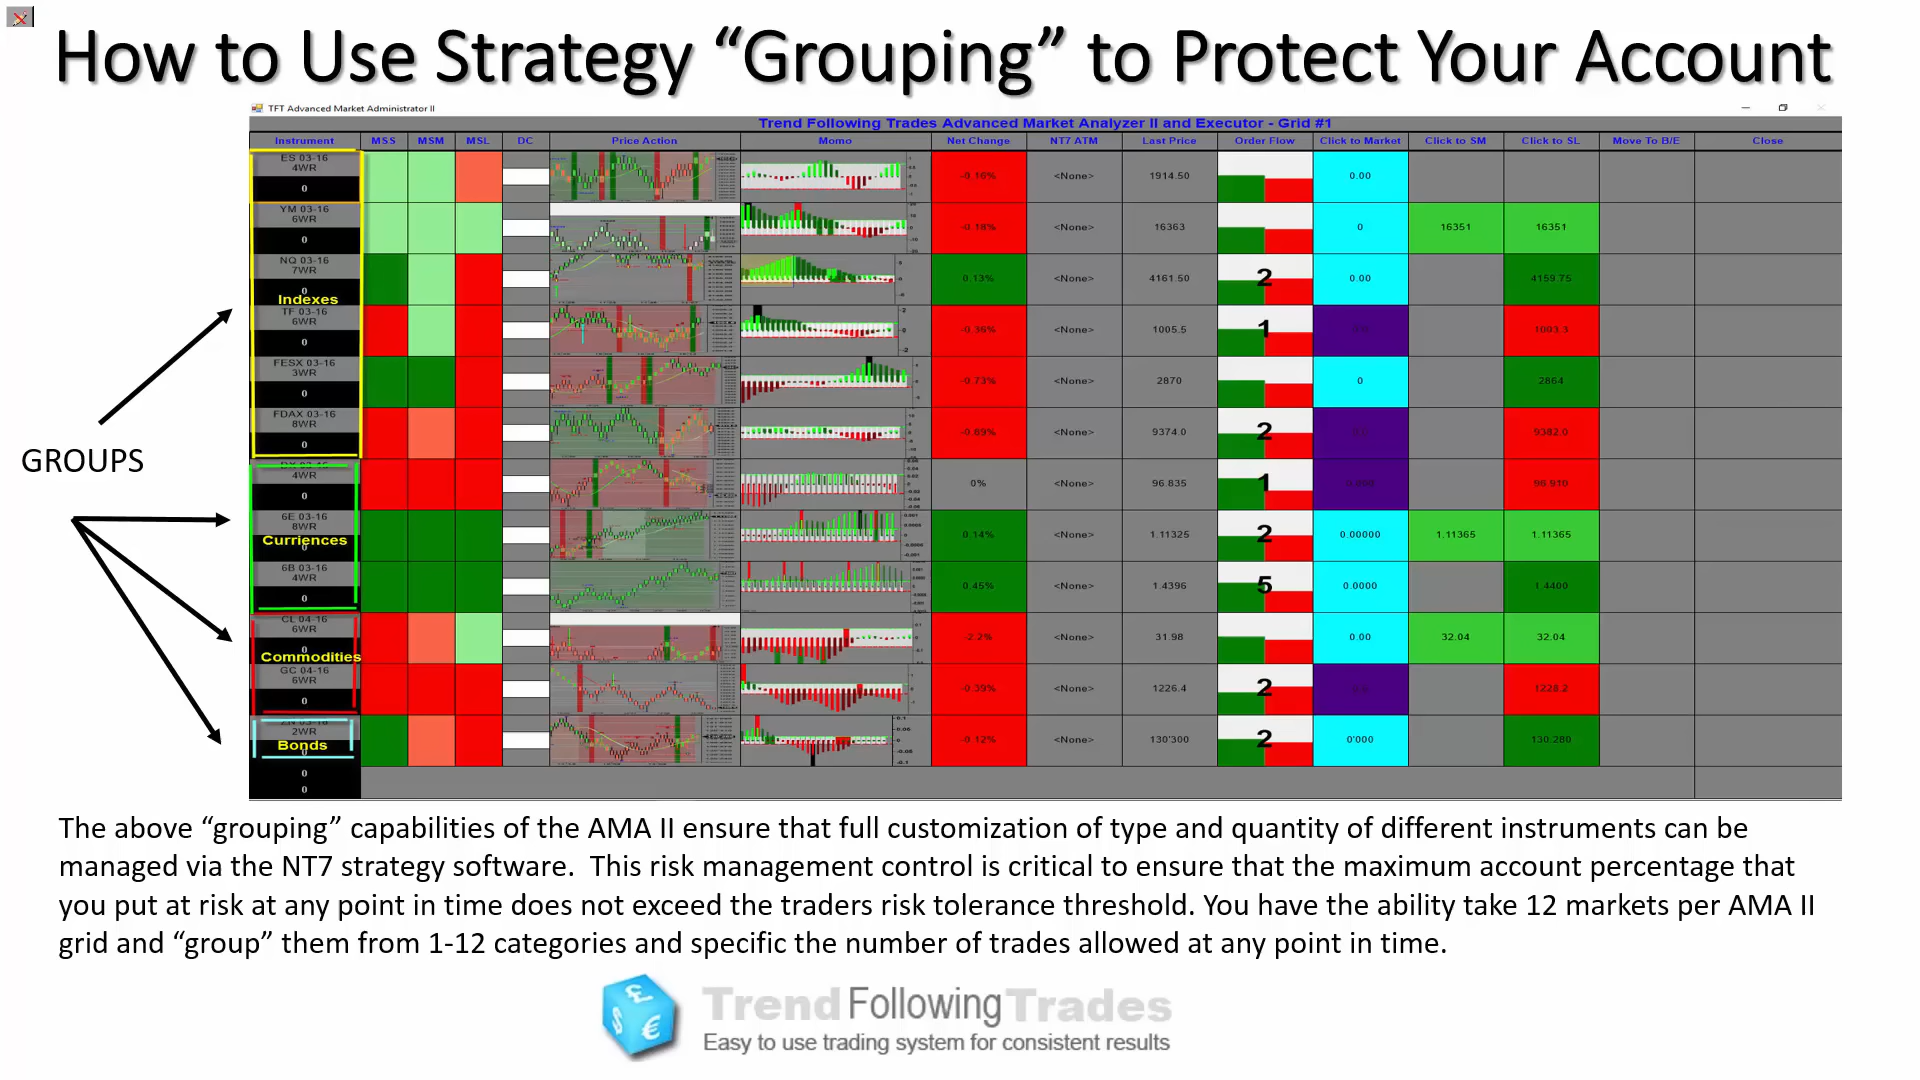 How to Use Strategy “Grouping” to Protect Your Account
TFT Advanced Market Administrator II
Trend Following Trades Advanced Market Analyzer II and Executor - Grid #1
Instrument MSS MSM MSL DC Price Action Momo Net Change NT7 ATM Last Price Order Flow Click to Market Click to SM Click to SL Move To B/E Close
ES 03-16
4WR
0 -0.16% <None> 1914.50 0.00
YM 03-16
6WR
0 -0.18% <None> 16363 0 16351 16351
NQ 03-16
7WR
0 0.13% <None> 4161.50 2 0.00 4159.75
Indexes
TF 03-16
6WR
0 -0.36% <None> 1005.5 1 1003.3
FESX 03-16
3WR
0 -0.73% <None> 2870 0 2864
FDAX 03-16
8WR
0 -0.89% <None> 9374.0 2 9382.0
GROUPS
4WR
0 0% <None> 96.835 1 96.910
6E 03-16
8WR
Curriences
0.14% <None> 1.11325 2 0.00000 1.11365 1.11365
6B 03-16
4WR
0 0.45% <None> 1.4396 5 0.0000 1.4400
CL 04-16
6WR
0 -2.2% <None> 31.98 0.00 32.04 32.04
Commodities
GC 04-16
6WR
0 -0.39% <None> 1226.4 2 1228.2
2WR
Bonds
-0.12% <None> 130'300 2 0'000 130.280
0
0
The above “grouping” capabilities of the AMA II ensure that full customization of type and quantity of different instruments can be
managed via the NT7 strategy software. This risk management control is critical to ensure that the maximum account percentage that
you put at risk at any point in time does not exceed the traders risk tolerance threshold. You have the ability take 12 markets per AMA II
grid and “group” them from 1-12 categories and specific the number of trades allowed at any point in time.
Trend Following Trades
Easy to use trading system for consistent results